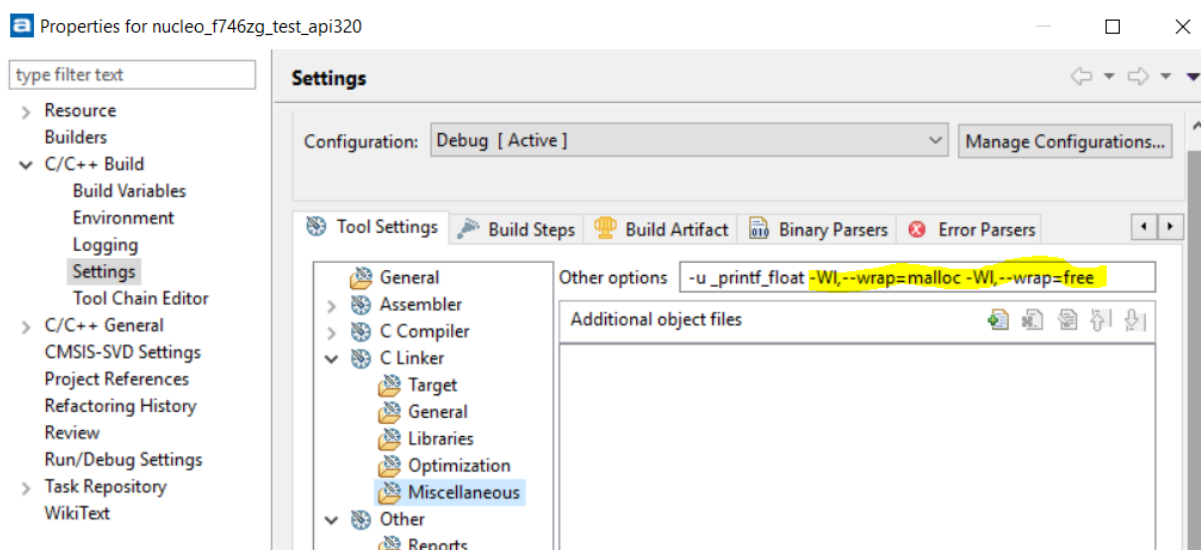 a Properties for nucleo_f746zg_test_api320
type filter text
Resource
Builders
C/C++ Build
Build Variables
Environment
Logging
Settings
Tool Chain Editor
C/C++ General
CMSIS-SVD Settings
Project References
Refactoring History
Review
Run/Debug Settings
Task Repository
WikiText
Settings
Configuration: Debug [ Active ] Manage Configurations...
Tool Settings Build Steps Build Artifact 010 Binary Parsers Error Parsers
General
Assembler
C Compiler
C Linker
Target
General
Libraries
Optimization
Miscellaneous
Other
Reports
Other options -u _printf_float -Wl,--wrap=malloc -Wl,--wrap=free
Additional object files